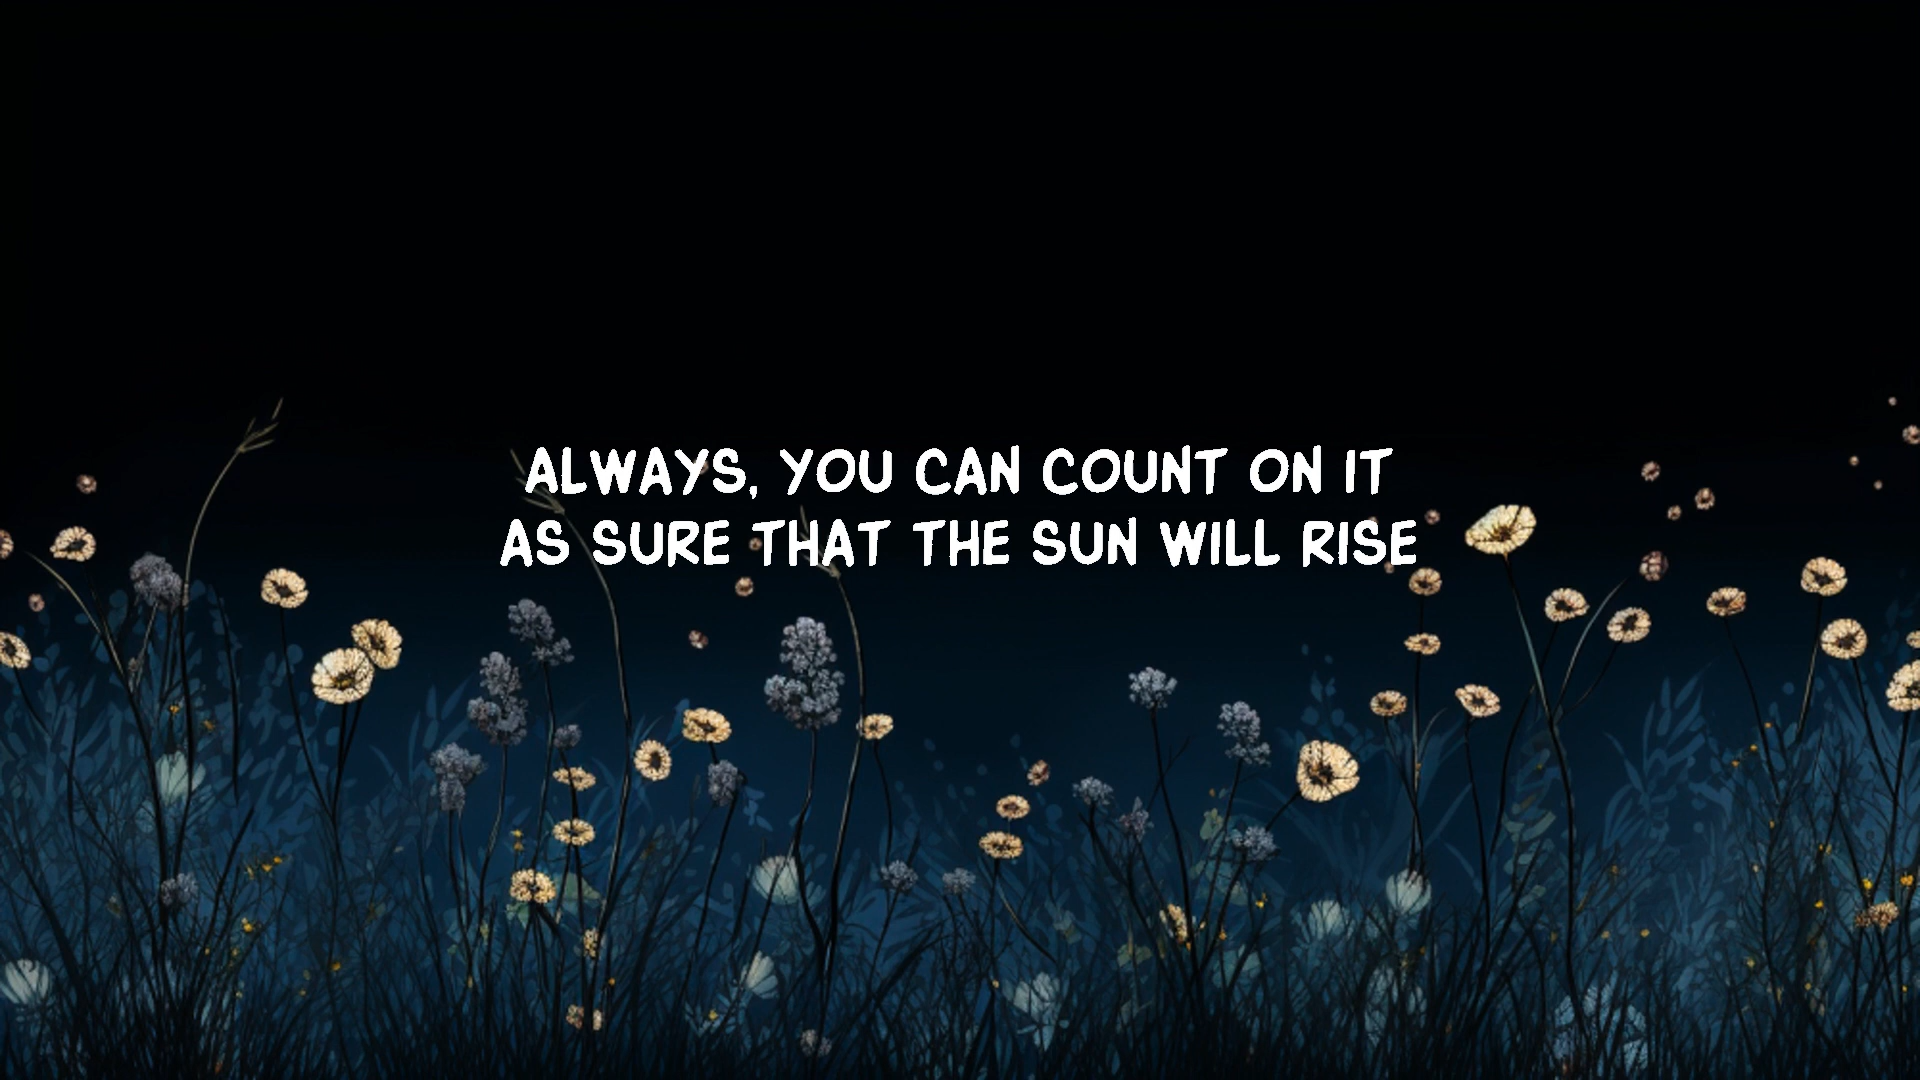 ALWAYS, YOU CAN COUNT ON IT
AS SURE THAT THE SUN WILL RISE